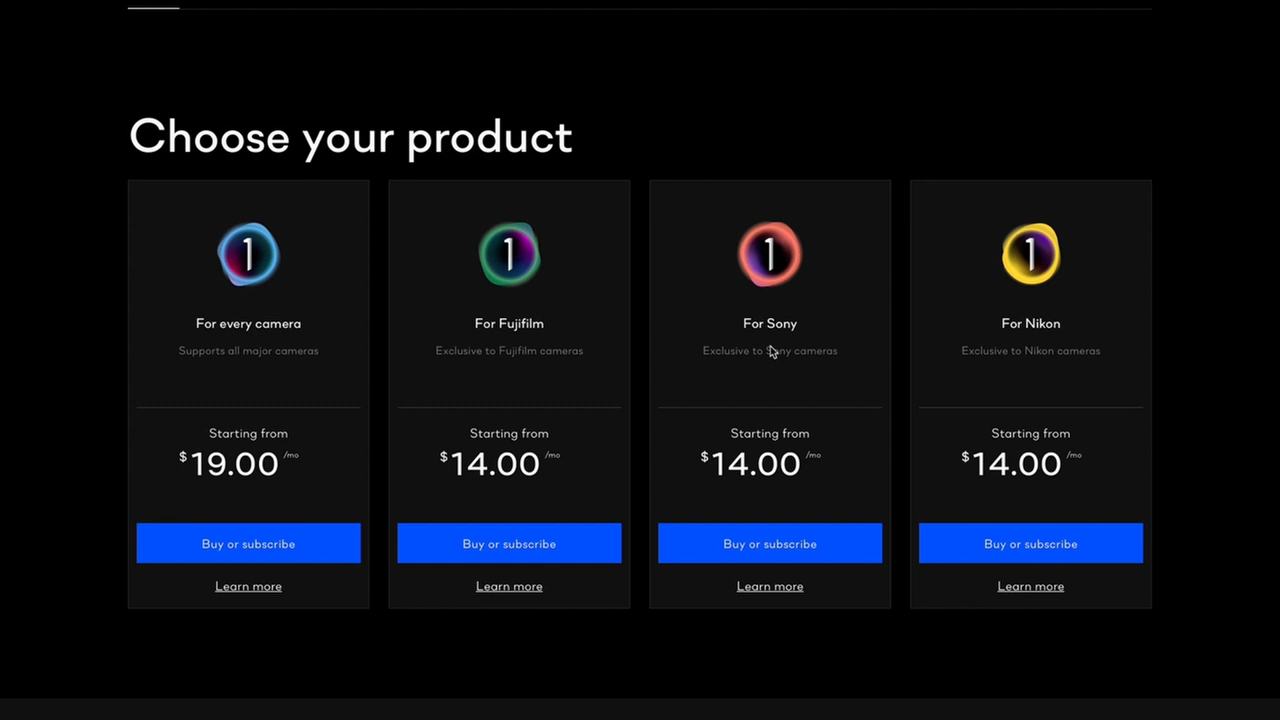 Choose your product
1
For every camera
Supports all major cameras
Starting from
$19.00 /mo
Buy or subscribe
Learn more
1
For Fujifilm
Exclusive to Fujifilm cameras
Starting from
$14.00 /mo
Buy or subscribe
Learn more
1
For Sony
Exclusive to Sony cameras
Starting from
$14.00 /mo
Buy or subscribe
Learn more
1
For Nikon
Exclusive to Nikon cameras
Starting from
$14.00 /mo
Buy or subscribe
Learn more